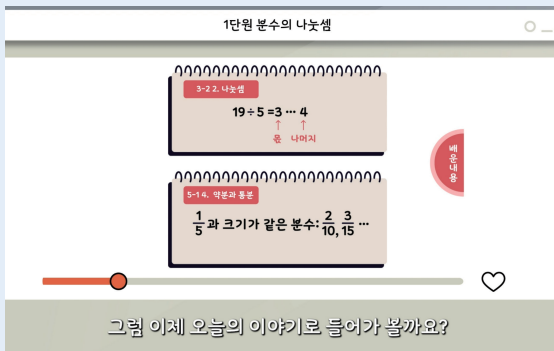 1단원 분수의 나눗셈
3-2 2. 나눗셈
19÷5=3 ··· 4
↑ ↑
몫 나머지
배운내용
5-1 4. 약분과 통분
1/5과 크기가 같은 분수: 2/10, 3/15 ···
그럼 이제 오늘의 이야기로 들어가 볼까요?